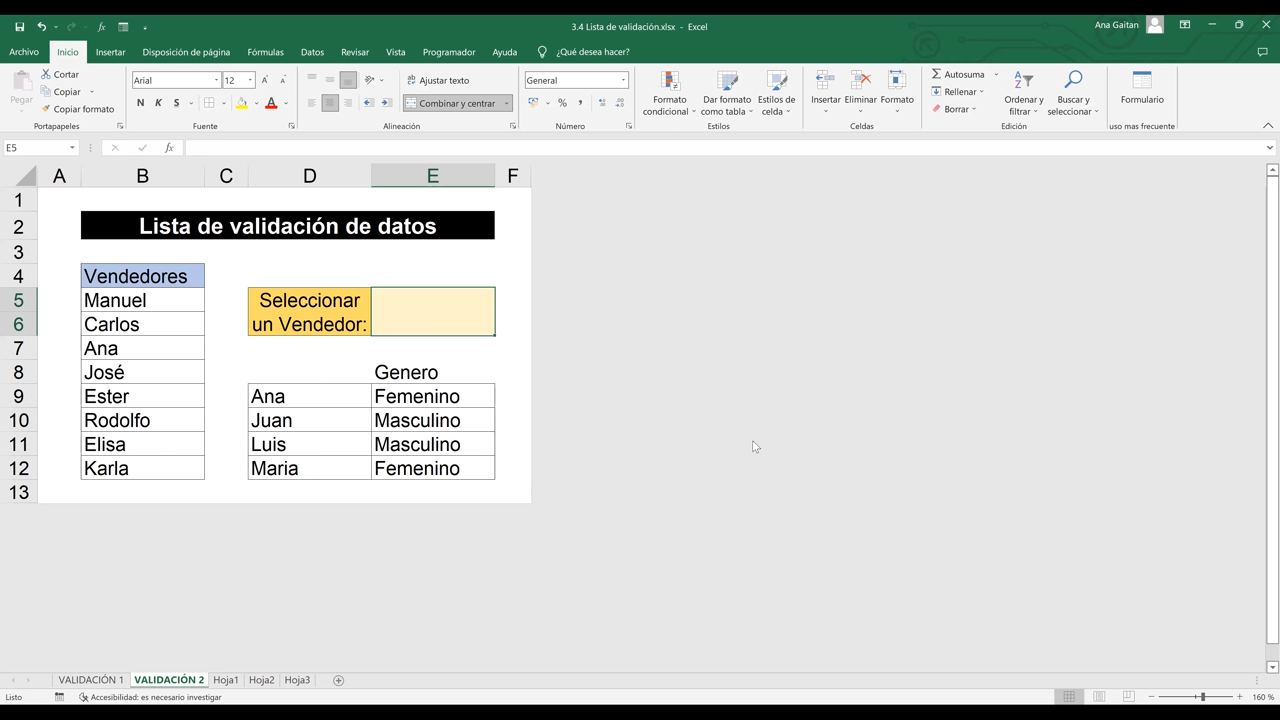 3.4 Lista de validación.xlsx - Excel
Ana Gaitan
Archivo Inicio Insertar Disposición de página Fórmulas Datos Revisar Vista Programador Ayuda ¿Qué desea hacer?
Pegar
Cortar
Copiar
Copiar formato
Portapapeles
Arial 12
N K S
Fuente
Ajustar texto
Combinar y centrar
Alineación
General
%
Número
Formato condicional
Dar formato como tabla
Estilos de celda
Estilos
Insertar Eliminar Formato
Celdas
Autosuma
Rellenar
Borrar
Ordenar y filtrar
Buscar y seleccionar
Edición
Formulario
uso mas frecuente
E5 fx
A B C D E F
1
2 Lista de validación de datos
3
4 Vendedores
5 Manuel Seleccionar
6 Carlos un Vendedor:
7 Ana
8 José Genero
9 Ester Ana Femenino
10 Rodolfo Juan Masculino
11 Elisa Luis Masculino
12 Karla Maria Femenino
13
VALIDACIÓN 1 VALIDACIÓN 2 Hoja1 Hoja2 Hoja3
Listo Accesibilidad: es necesario investigar 160 %